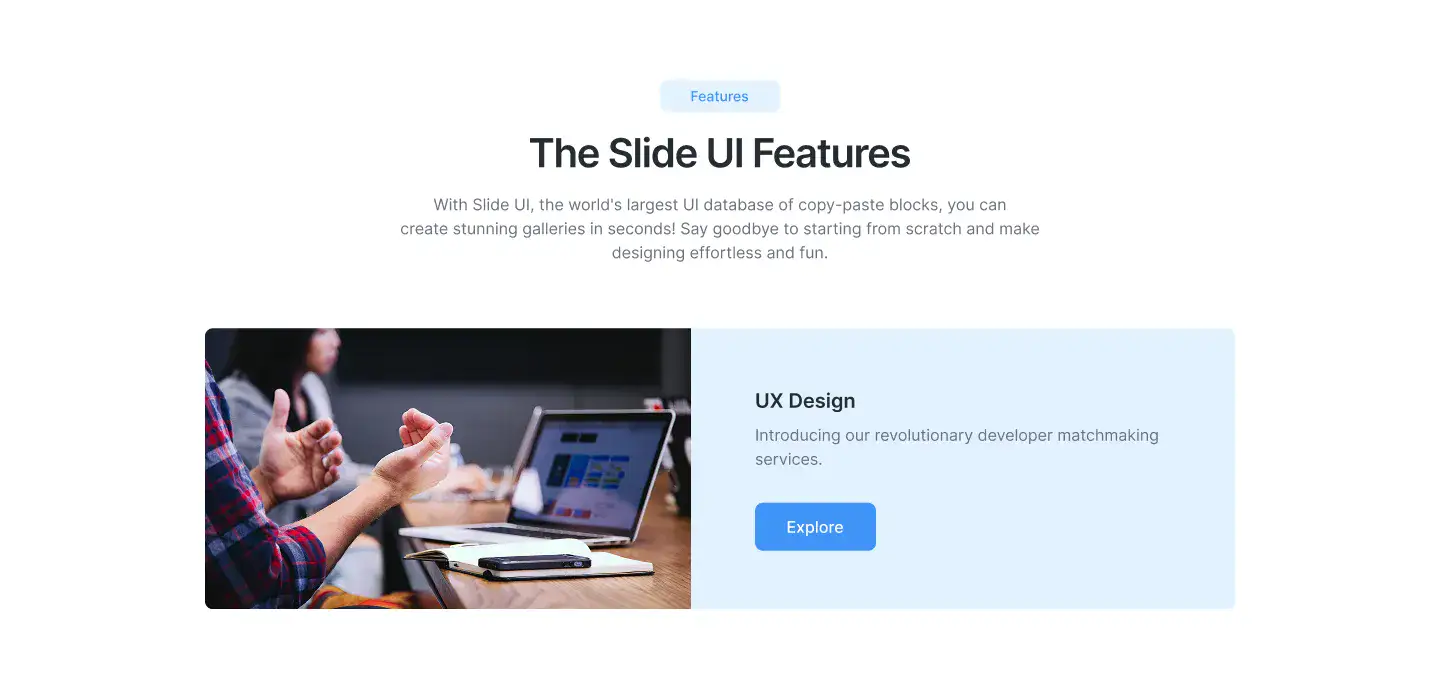 Features
The Slide UI Features
With Slide UI, the world's largest UI database of copy-paste blocks, you can
create stunning galleries in seconds! Say goodbye to starting from scratch and make
designing effortless and fun.
UX Design
Introducing our revolutionary developer matchmaking
services.
Explore